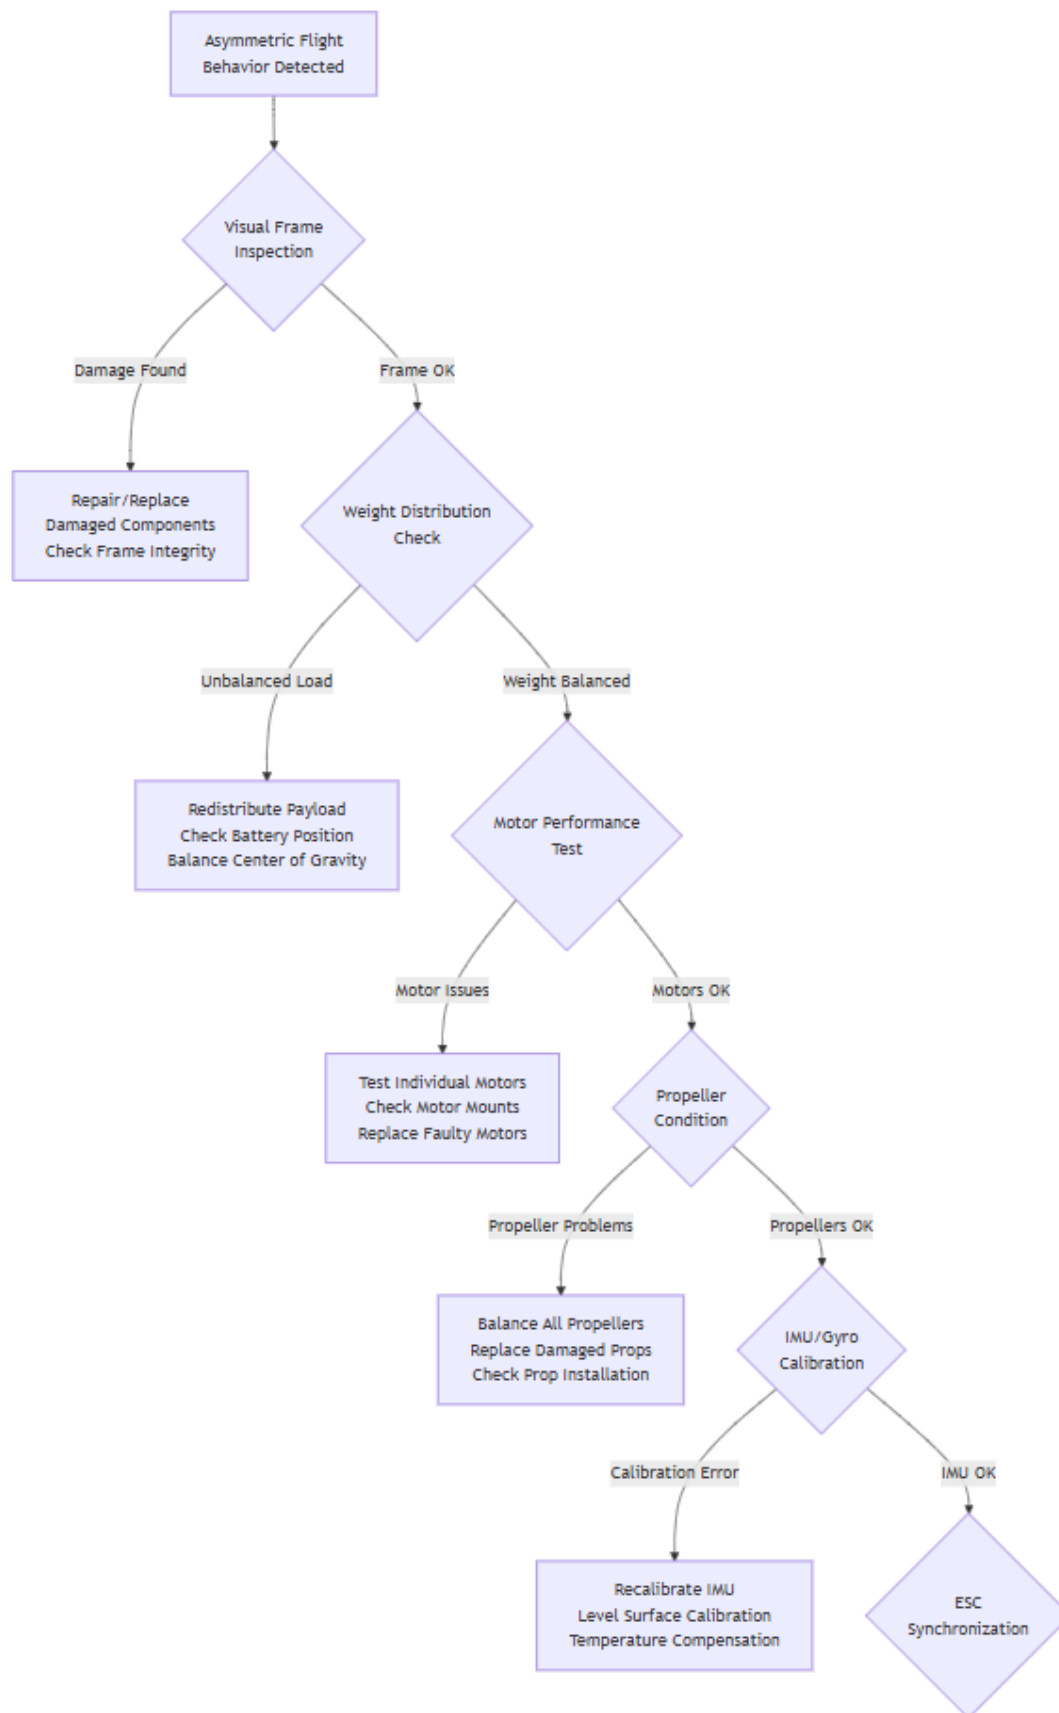 Asymmetric Flight
Behavior Detected
Visual Frame
Inspection
Damage Found
Frame OK
Repair/Replace
Damaged Components
Check Frame Integrity
Weight Distribution
Check
Unbalanced Load
Weight Balanced
Redistribute Payload
Check Battery Position
Balance Center of Gravity
Motor Performance
Test
Motor Issues
Motors OK
Test Individual Motors
Check Motor Mounts
Replace Faulty Motors
Propeller
Condition
Propeller Problems
Propellers OK
Balance All Propellers
Replace Damaged Props
Check Prop Installation
IMU/Gyro
Calibration
Calibration Error
IMU OK
Recalibrate IMU
Level Surface Calibration
Temperature Compensation
ESC
Synchronization